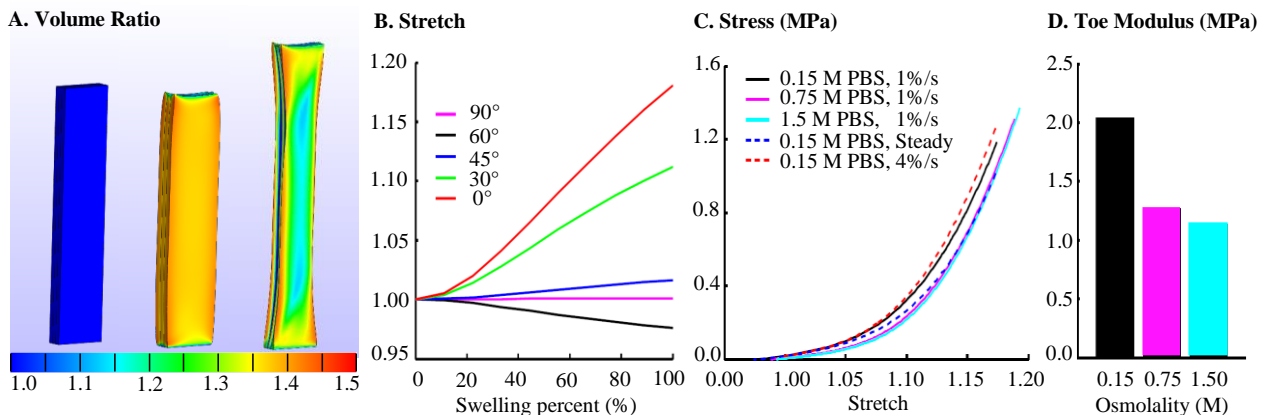 A. Volume Ratio
1.0 1.1 1.2 1.3 1.4 1.5
B. Stretch
1.20
1.15
1.10
1.05
1.00
0.95
90°
60°
45°
30°
0°
0 20 40 60 80 100
Swelling percent (%)
C. Stress (MPa)
1.6
1.2
0.8
0.4
0.0
0.15 M PBS, 1%/s
0.75 M PBS, 1%/s
1.5 M PBS, 1%/s
0.15 M PBS, Steady
0.15 M PBS, 4%/s
0.00 1.00 1.05 1.10 1.15 1.20
Stretch
D. Toe Modulus (MPa)
2.5
2.0
1.5
1.0
0.5
0.0
0.15 0.75 1.50
Osmolality (M)